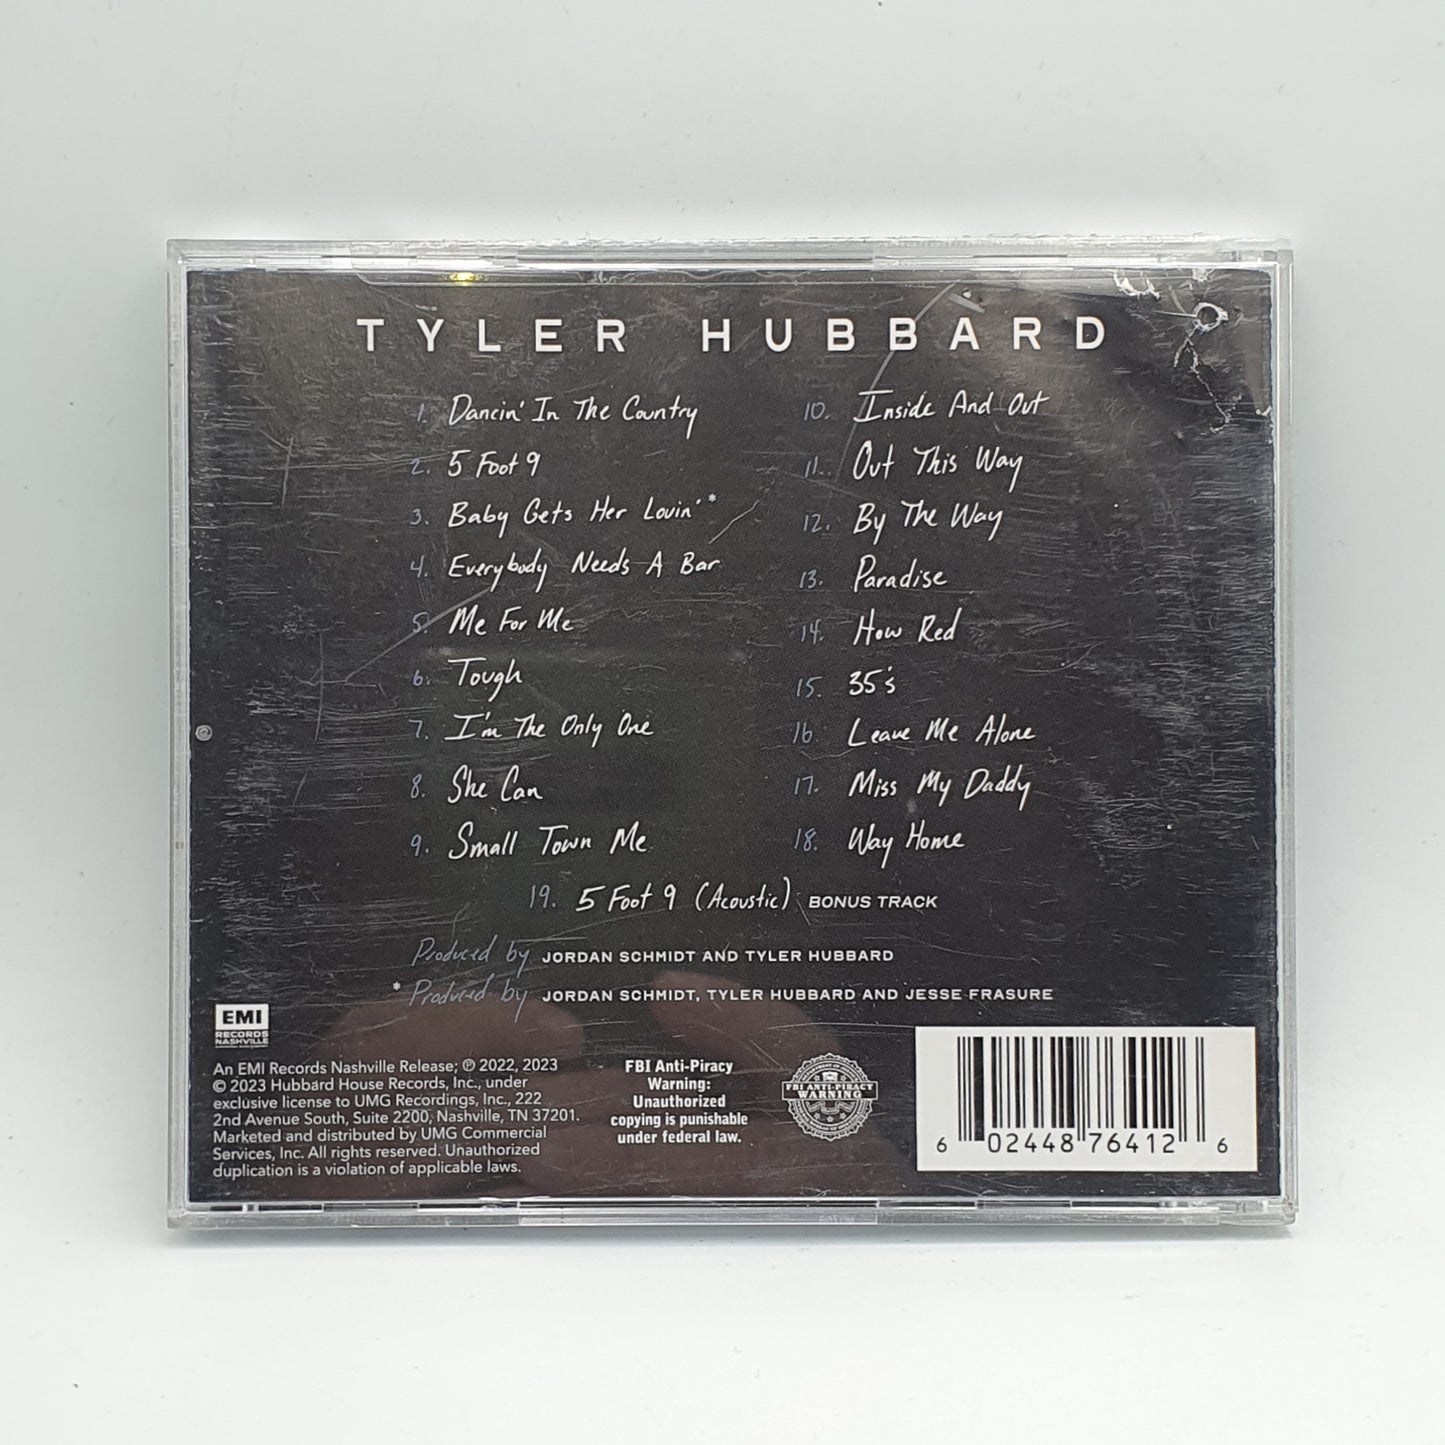 TYLER HUBBARD
1. Dancin' In The Country
2. 5 Foot 9
3. Baby Gets Her Lovin'*
4. Everybody Needs A Bar
5. Me For Me
6. Tough
7. I'm The Only One
8. She Can
9. Small Town Me
10. Inside And Out
11. Out This Way
12. By The Way
13. Paradise
14. How Red
15. 35's
16. Leave Me Alone
17. Miss My Daddy
18. Way Home
19. 5 Foot 9 (Acoustic) BONUS TRACK
Produced by JORDAN SCHMIDT AND TYLER HUBBARD
* Produced by JORDAN SCHMIDT, TYLER HUBBARD AND JESSE FRASURE
EMI
RECORDS
NASHVILLE
An EMI Records Nashville Release; ℗ 2022, 2023
© 2023 Hubbard House Records, Inc., under
exclusive license to UMG Recordings, Inc., 222
2nd Avenue South, Suite 2200, Nashville, TN 37201.
Marketed and distributed by UMG Commercial
Services, Inc. All rights reserved. Unauthorized
duplication is a violation of applicable laws.
FBI Anti-Piracy
Warning:
Unauthorized
copying is punishable
under federal law.
FBI ANTI-PIRACY
WARNING
6 02448 76412 6